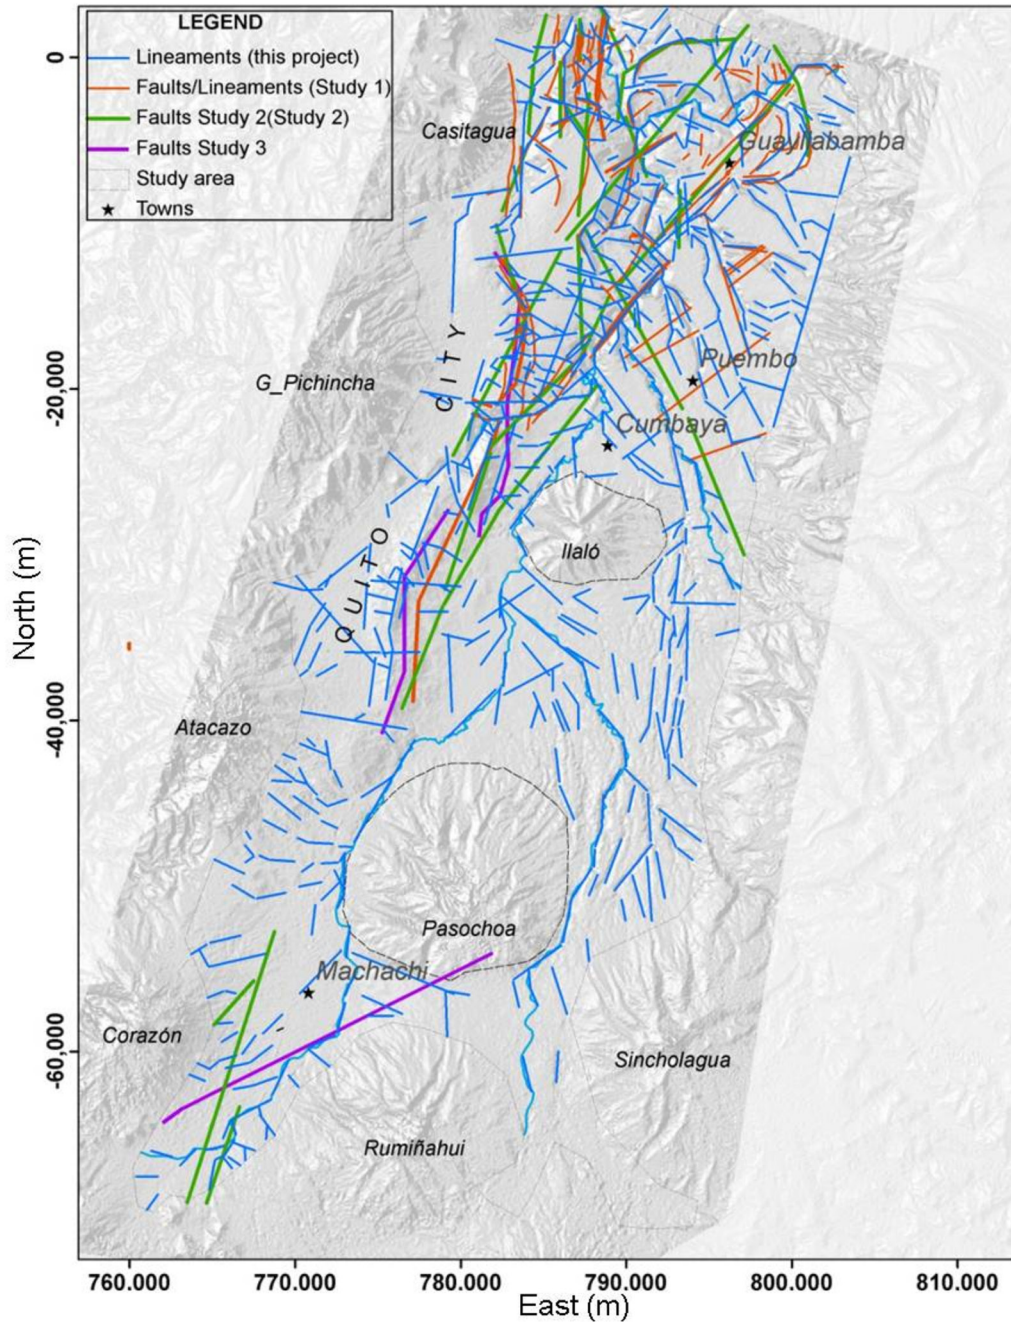 LEGEND
Lineaments (this project)
Faults/Lineaments (Study 1)
Faults Study 2(Study 2)
Faults Study 3
Study area
Towns
0
Casitagua
Guayllabamba
CITY
Puembo
G_Pichincha
-20,000
Cumbaya
QUITO
Ilaló
North (m)
Atacazo
-40,000
Pasochoa
Machachi
Corazón
-60,000
Sincholagua
Rumiñahui
760.000 770.000 780.000 790.000 800.000 810.000
East (m)